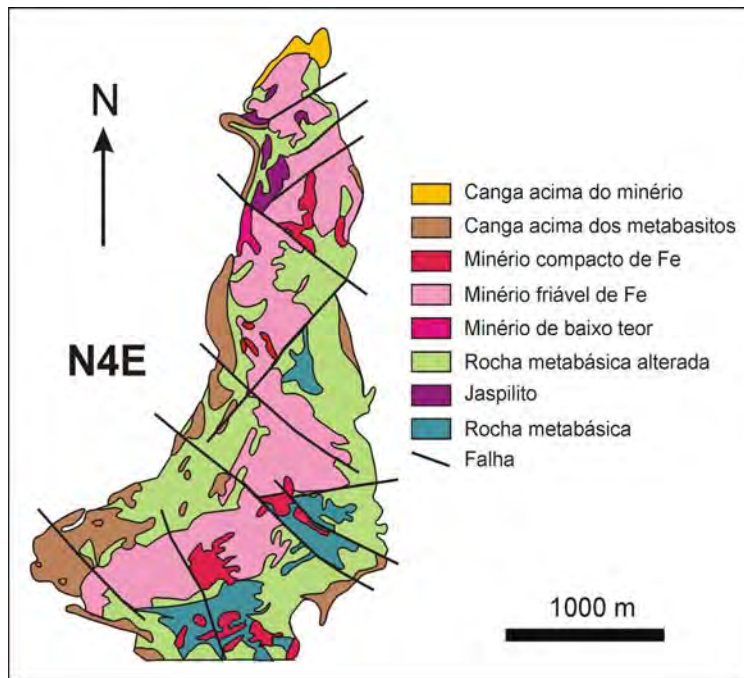 N
Canga acima do minério
Canga acima dos metabasitos
Minério compacto de Fe
Minério friável de Fe
Minério de baixo teor
N4E
Rocha metabásica alterada
Jaspilito
Rocha metabásica
Falha
1000 m